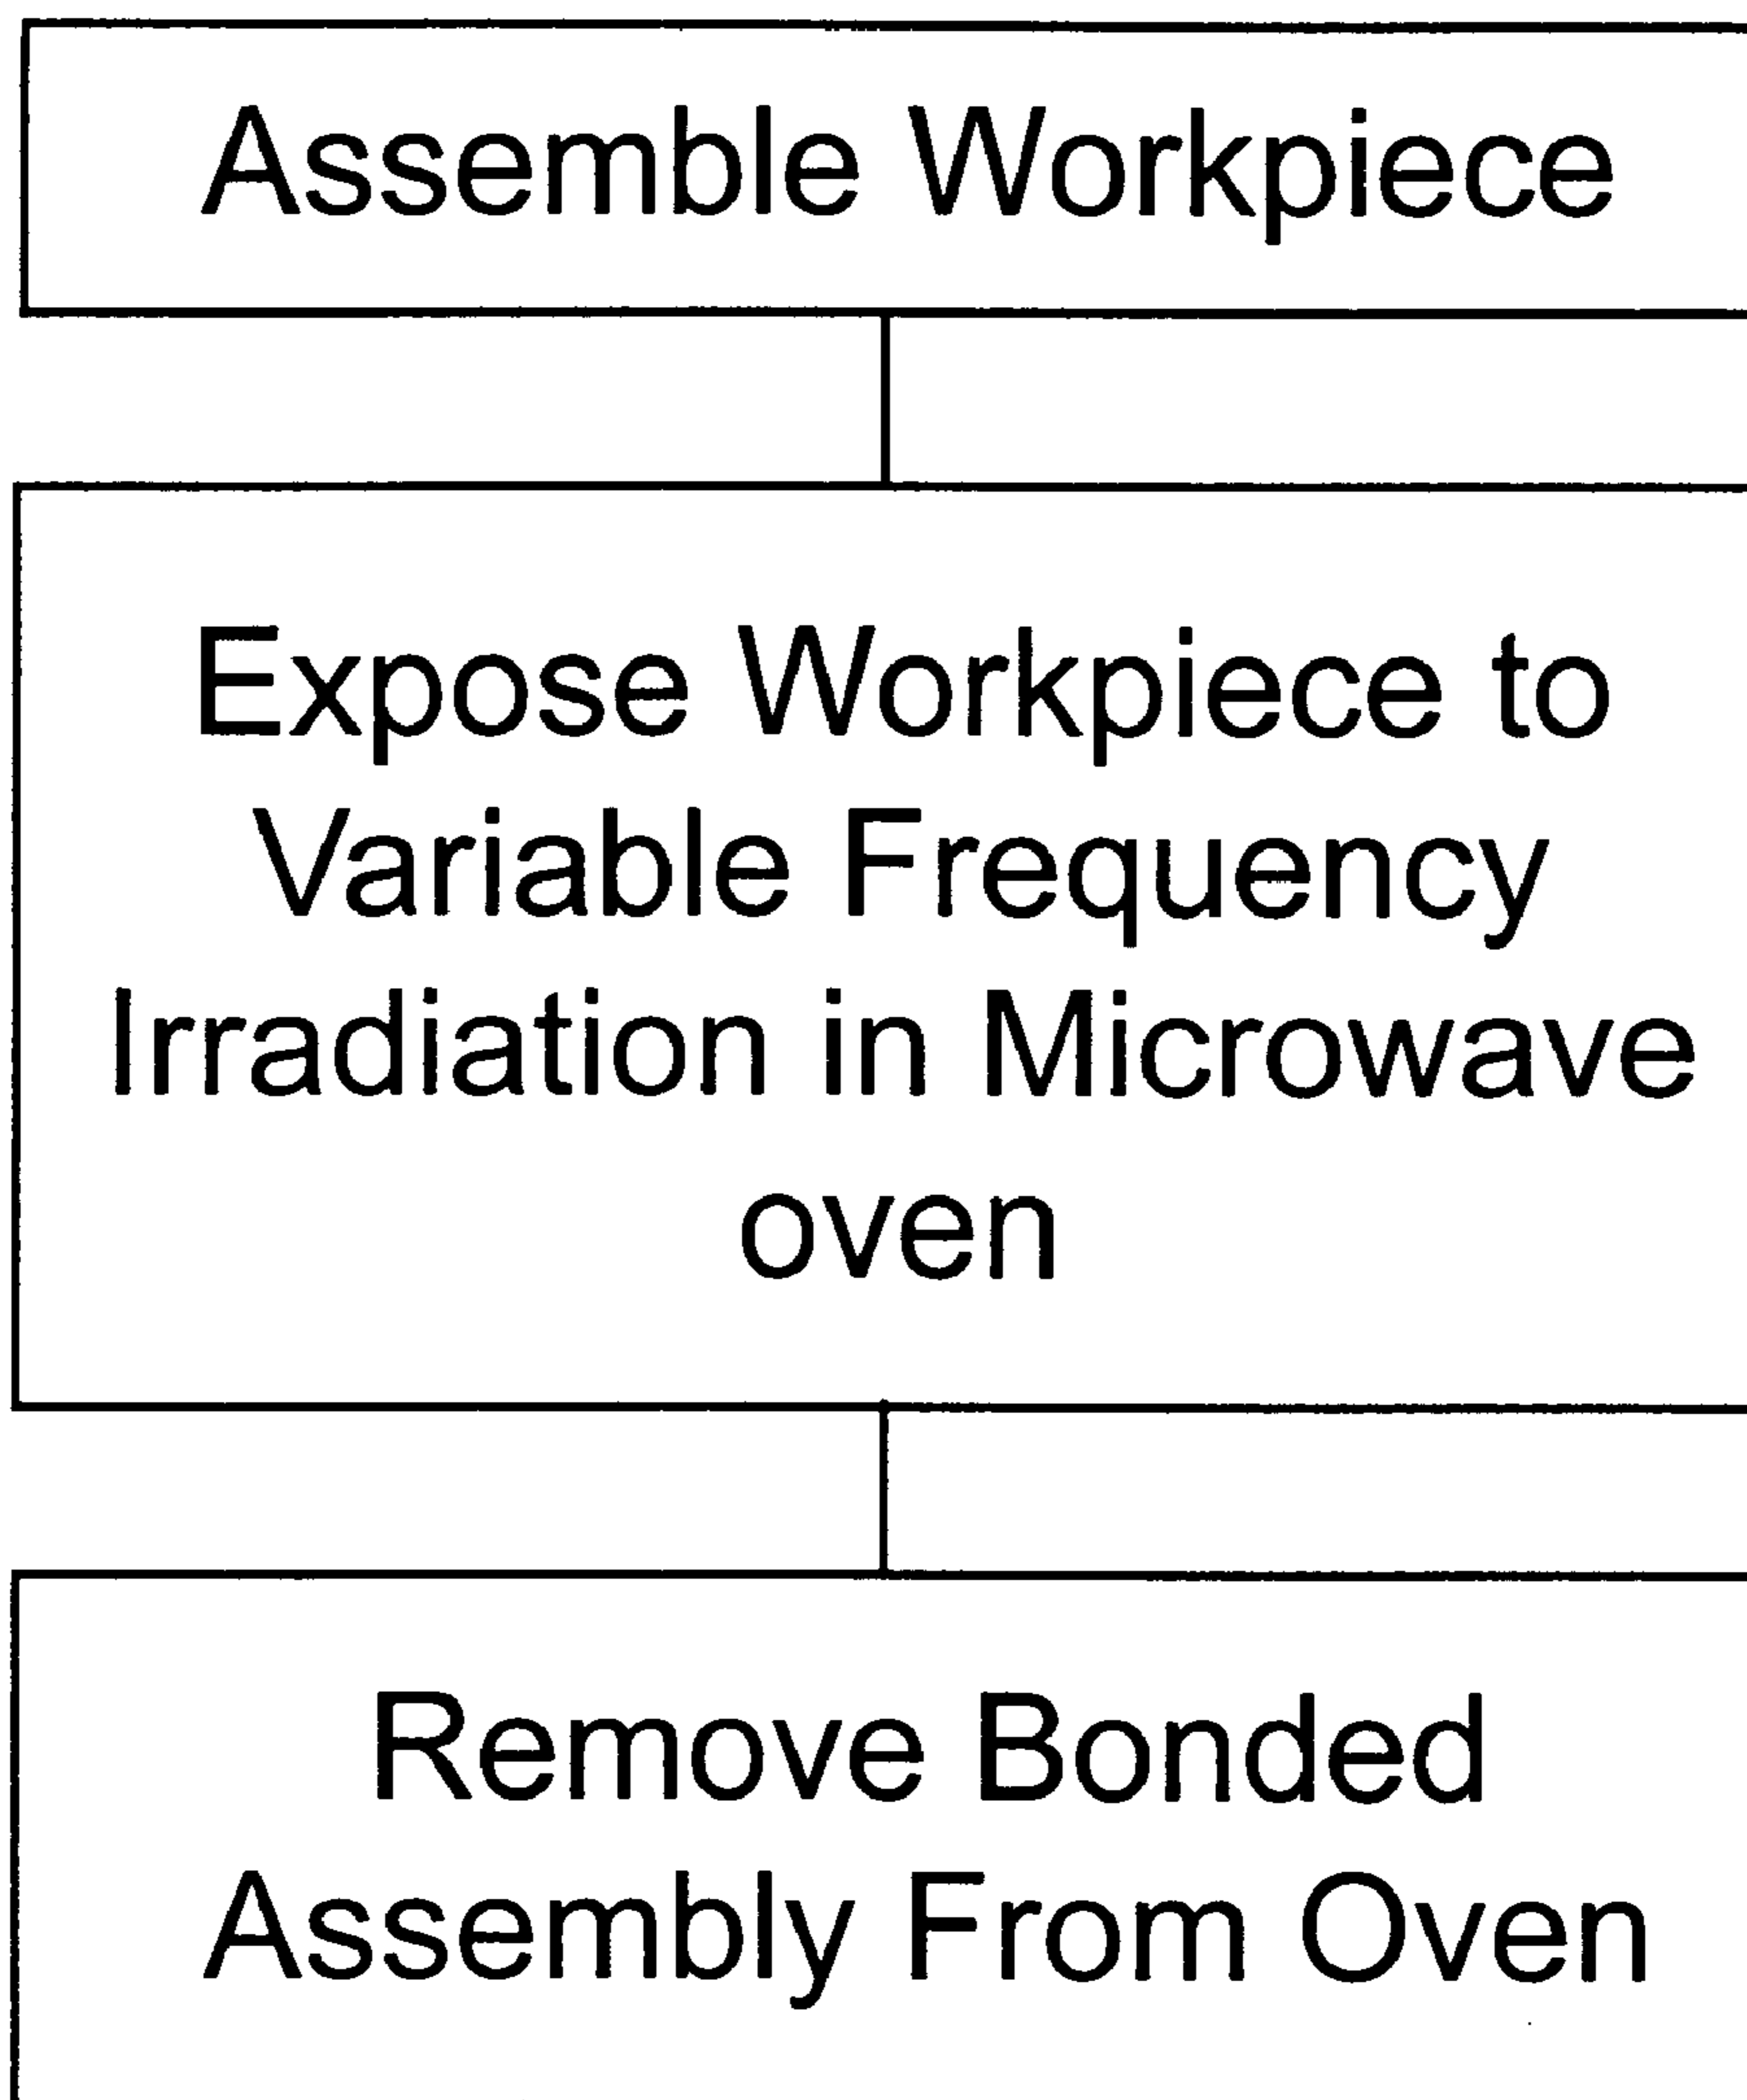 Assemble Workpiece
Expose Workpiece to
Variable Frequency
Irradiation in Microwave
oven
Remove Bonded
Assembly From Oven